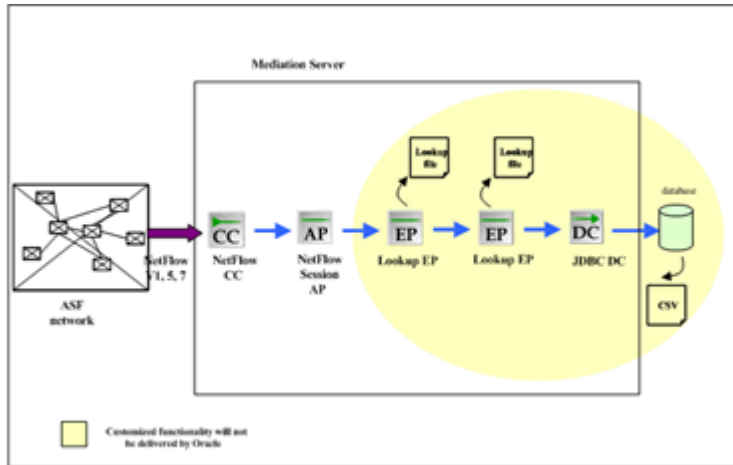 Mediation Server
Lookup
file
Lookup
file
database
CC
AP
EP
EP
DC
NetFlow
V1, 5, 7
NetFlow
CC
NetFlow
Session
AP
Lookup EP
Lookup EP
JDBC DC
CSV
ASF
network
Customized functionality will not
be delivered by Oracle